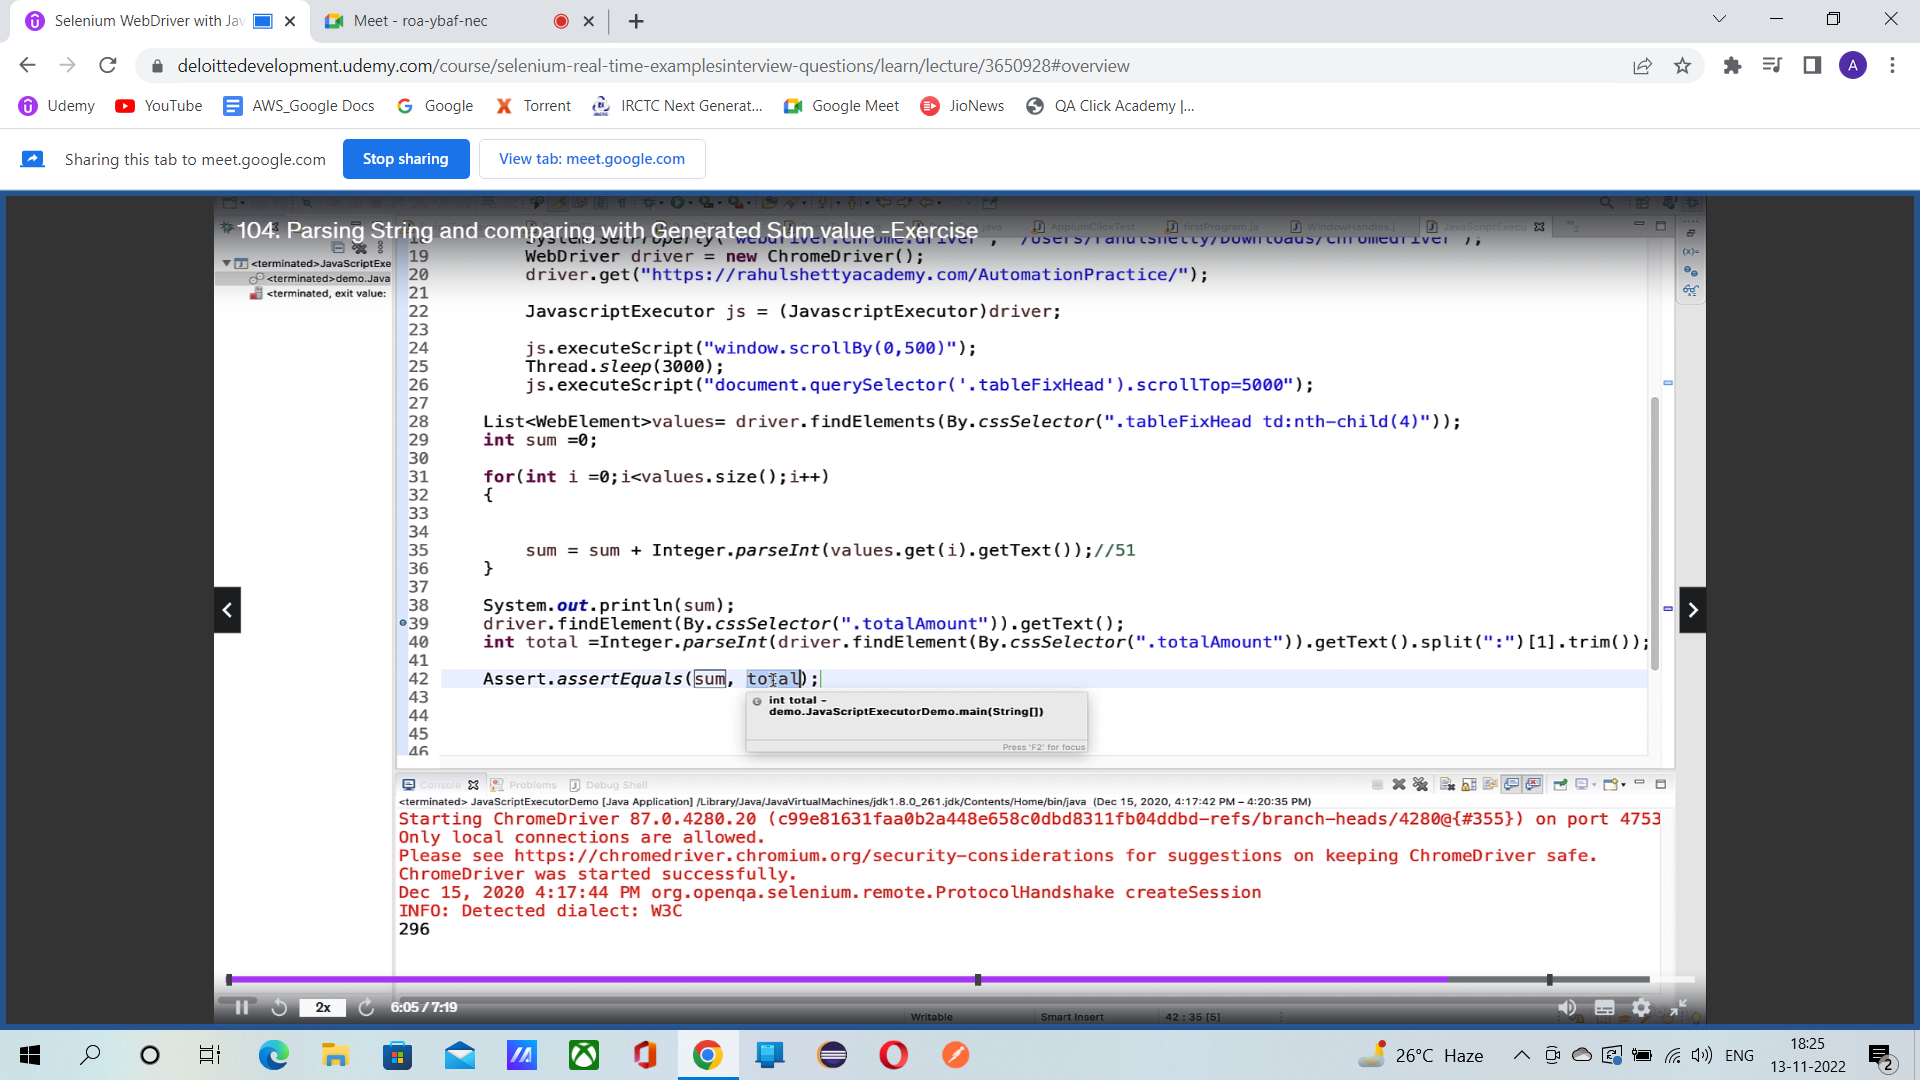 Selenium WebDriver with Jav
Meet - roa-ybaf-nec
deloittedevelopment.udemy.com/course/selenium-real-time-examplesinterview-questions/learn/lecture/3650928#overview
A
Udemy
YouTube
AWS_Google Docs
Google
Torrent
IRCTC Next Generat...
Google Meet
JioNews
QA Click Academy |...
Sharing this tab to meet.google.com
Stop sharing
View tab: meet.google.com
104. Parsing String and comparing with Generated Sum value -Exercise
AppiumClickTest
firstProgram.ja
WindowHandles.j
JavaScriptExecu
<terminated>JavaScriptExe
<terminated>demo.Java
<terminated, exit value:
System.setProperty("webdriver.chrome.driver", "/Users/rahulshetty/Downloads/chromedriver");
19 WebDriver driver = new ChromeDriver();
20 driver.get("https://rahulshettyacademy.com/AutomationPractice/");
21
22 JavascriptExecutor js = (JavascriptExecutor)driver;
23
24 js.executeScript("window.scrollBy(0,500)");
25 Thread.sleep(3000);
26 js.executeScript("document.querySelector('.tableFixHead').scrollTop=5000");
27
28 List<WebElement>values= driver.findElements(By.cssSelector(".tableFixHead td:nth-child(4)"));
29 int sum =0;
30
31 for(int i =0;i<values.size();i++)
32 {
33
34
35 sum = sum + Integer.parseInt(values.get(i).getText());//51
36 }
37
38 System.out.println(sum);
39 driver.findElement(By.cssSelector(".totalAmount")).getText();
40 int total =Integer.parseInt(driver.findElement(By.cssSelector(".totalAmount")).getText().split(":")[1].trim());
41
42 Assert.assertEquals(sum, total);
43
44
45
46
int total -
demo.JavaScriptExecutorDemo.main(String[])
Press 'F2' for focus
Console
Problems
Debug Shell
<terminated> JavaScriptExecutorDemo [Java Application] /Library/Java/JavaVirtualMachines/jdk1.8.0_261.jdk/Contents/Home/bin/java (Dec 15, 2020, 4:17:42 PM – 4:20:35 PM)
Starting ChromeDriver 87.0.4280.20 (c99e81631faa0b2a448e658c0dbd8311fb04ddbd-refs/branch-heads/4280@{#355}) on port 4753
Only local connections are allowed.
Please see https://chromedriver.chromium.org/security-considerations for suggestions on keeping ChromeDriver safe.
ChromeDriver was started successfully.
Dec 15, 2020 4:17:44 PM org.openqa.selenium.remote.ProtocolHandshake createSession
INFO: Detected dialect: W3C
296
2x
6:05 / 7:19
Writable
Smart Insert
42 : 35 [5]
26°C Haze
ENG
18:25
13-11-2022
2